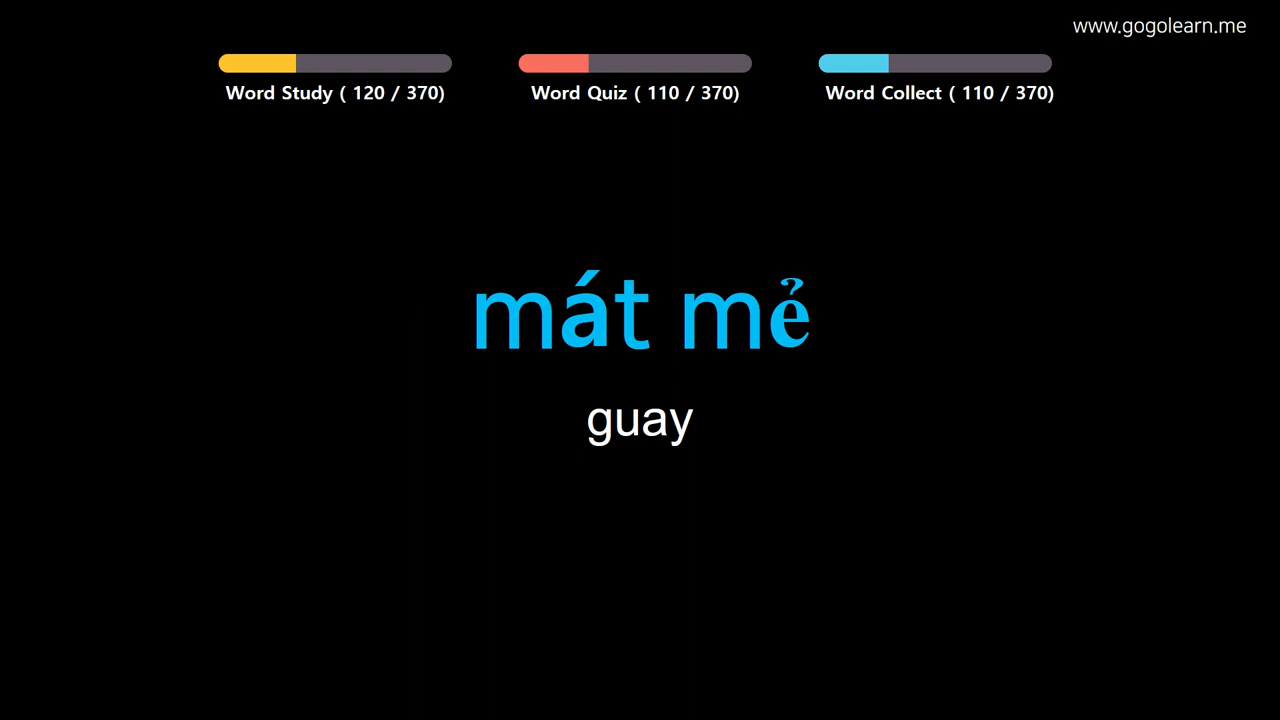 www.gogolearn.me
Word Study ( 120 / 370)
Word Quiz ( 110 / 370)
Word Collect ( 110 / 370)
mát mẻ
guay